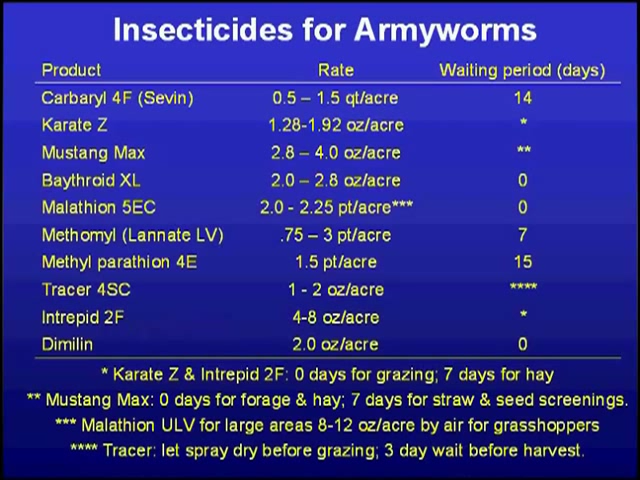 Insecticides for Armyworms
Product Rate Waiting period (days)
Carbaryl 4F (Sevin) 0.5 – 1.5 qt/acre 14
Karate Z 1.28-1.92 oz/acre *
Mustang Max 2.8 – 4.0 oz/acre **
Baythroid XL 2.0 – 2.8 oz/acre 0
Malathion 5EC 2.0 - 2.25 pt/acre*** 0
Methomyl (Lannate LV) .75 – 3 pt/acre 7
Methyl parathion 4E 1.5 pt/acre 15
Tracer 4SC 1 - 2 oz/acre ****
Intrepid 2F 4-8 oz/acre *
Dimilin 2.0 oz/acre 0
* Karate Z & Intrepid 2F: 0 days for grazing; 7 days for hay
** Mustang Max: 0 days for forage & hay; 7 days for straw & seed screenings.
*** Malathion ULV for large areas 8-12 oz/acre by air for grasshoppers
**** Tracer: let spray dry before grazing; 3 day wait before harvest.